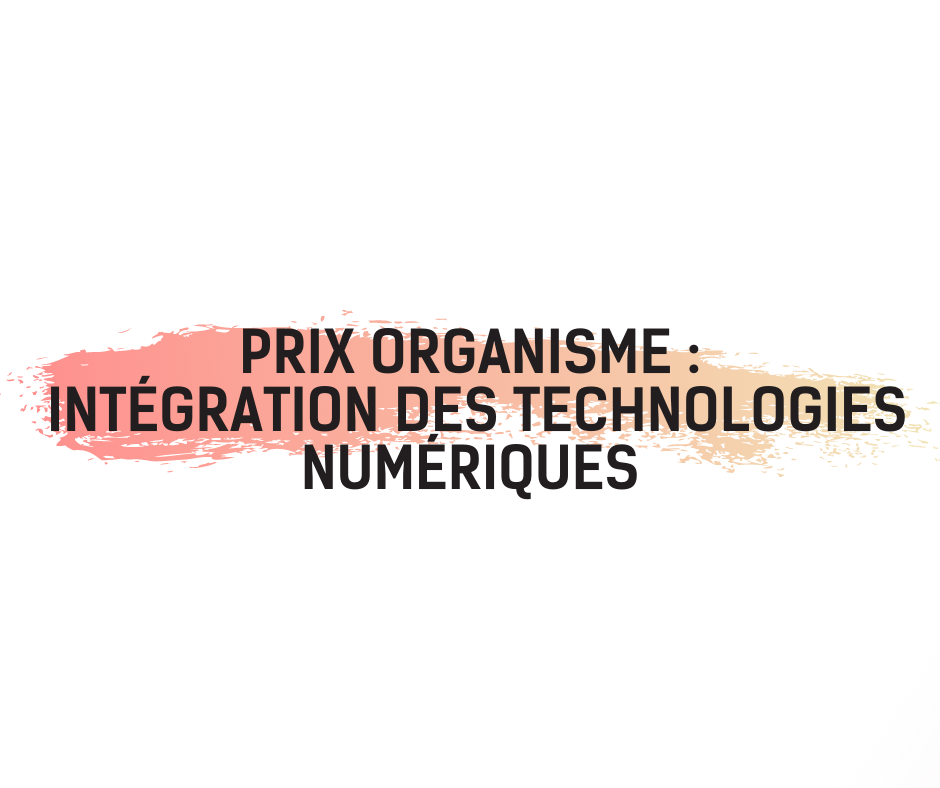 PRIX ORGANISME :
INTÉGRATION DES TECHNOLOGIES
NUMÉRIQUES